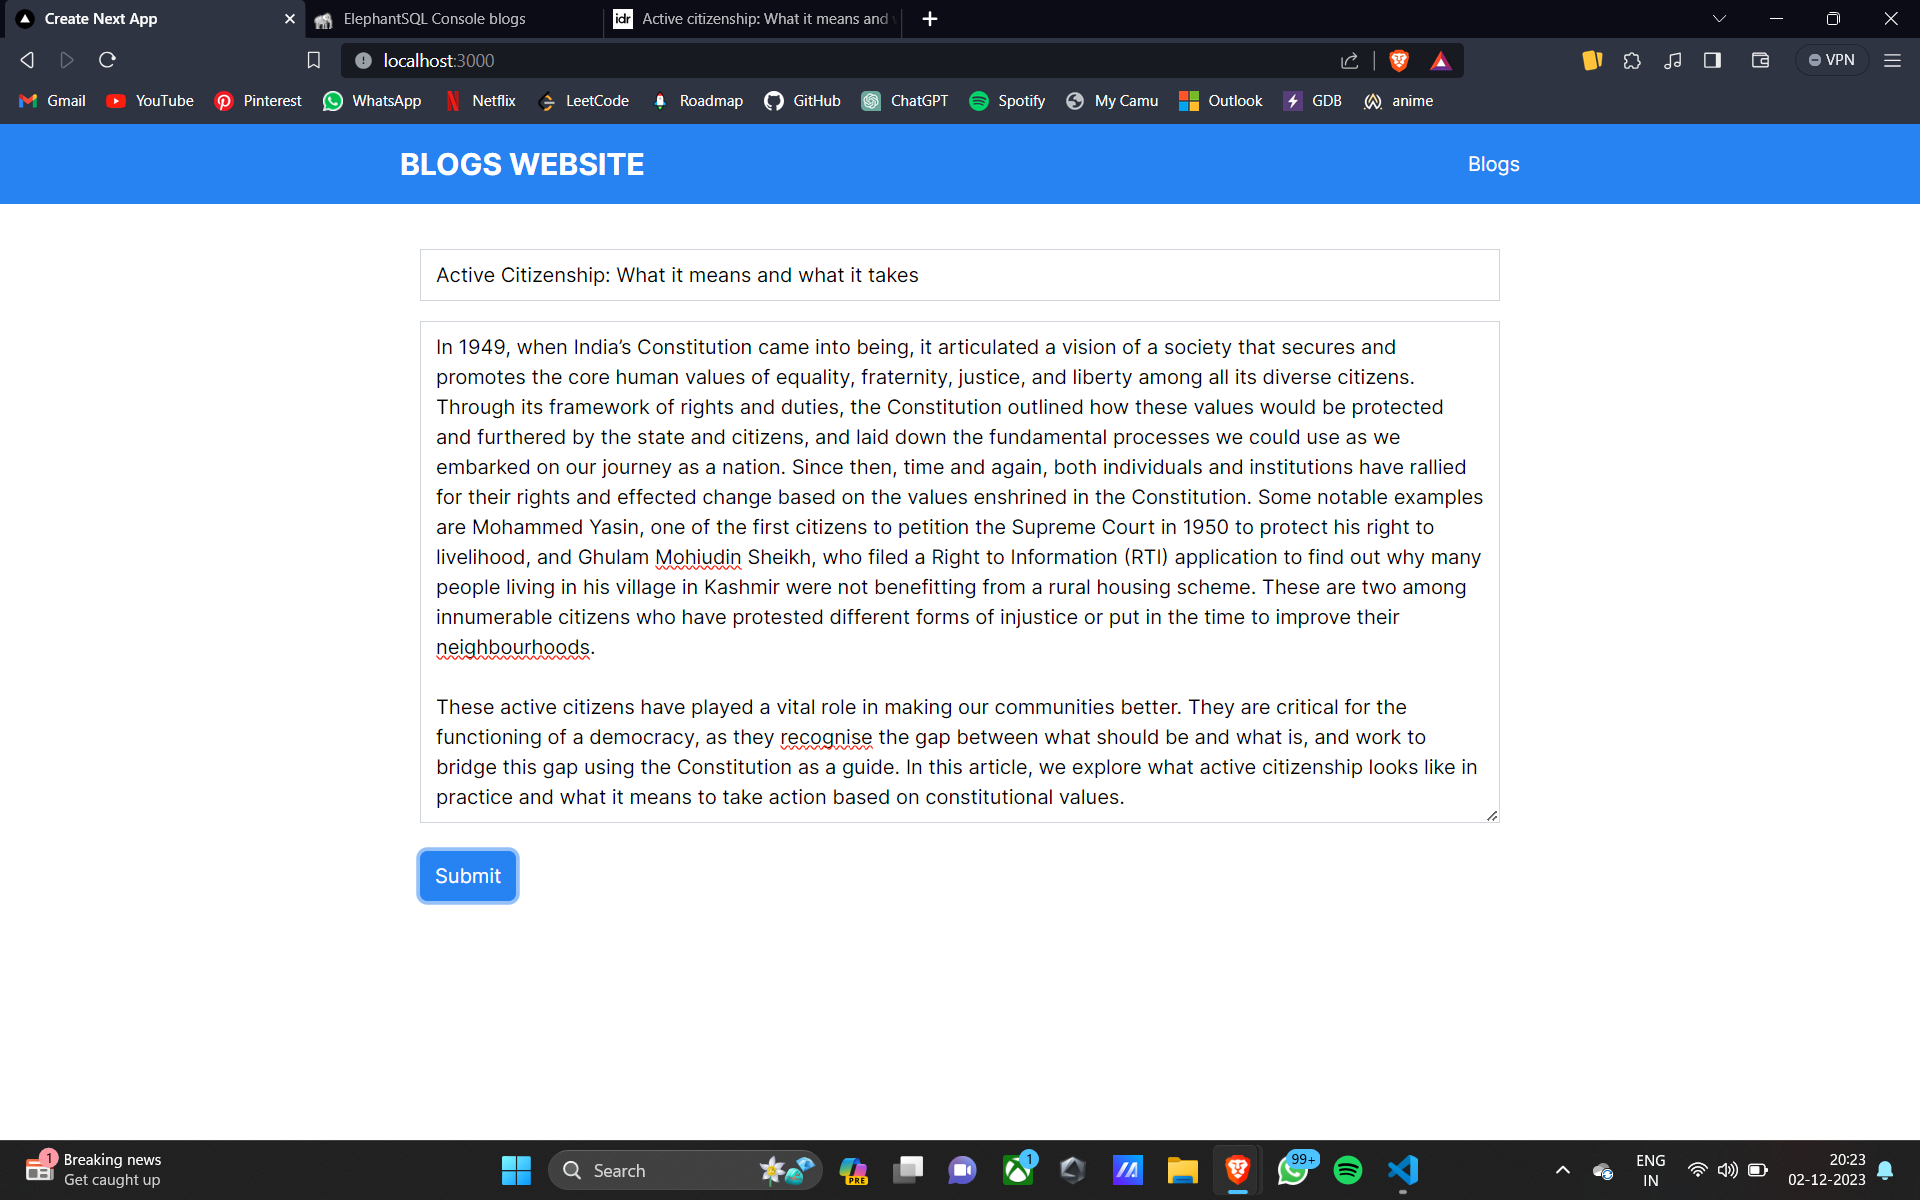 Create Next App
ElephantSQL Console blogs
idr Active citizenship: What it means and
localhost:3000
VPN
Gmail YouTube Pinterest WhatsApp Netflix LeetCode Roadmap GitHub ChatGPT Spotify My Camu Outlook GDB anime
BLOGS WEBSITE
Blogs
Active Citizenship: What it means and what it takes
In 1949, when India’s Constitution came into being, it articulated a vision of a society that secures and
promotes the core human values of equality, fraternity, justice, and liberty among all its diverse citizens.
Through its framework of rights and duties, the Constitution outlined how these values would be protected
and furthered by the state and citizens, and laid down the fundamental processes we could use as we
embarked on our journey as a nation. Since then, time and again, both individuals and institutions have rallied
for their rights and effected change based on the values enshrined in the Constitution. Some notable examples
are Mohammed Yasin, one of the first citizens to petition the Supreme Court in 1950 to protect his right to
livelihood, and Ghulam Mohiudin Sheikh, who filed a Right to Information (RTI) application to find out why many
people living in his village in Kashmir were not benefitting from a rural housing scheme. These are two among
innumerable citizens who have protested different forms of injustice or put in the time to improve their
neighbourhoods.
These active citizens have played a vital role in making our communities better. They are critical for the
functioning of a democracy, as they recognise the gap between what should be and what is, and work to
bridge this gap using the Constitution as a guide. In this article, we explore what active citizenship looks like in
practice and what it means to take action based on constitutional values.
Submit
1
Breaking news
Get caught up
Search
PRE
1
99+
ENG
IN
20:23
02-12-2023